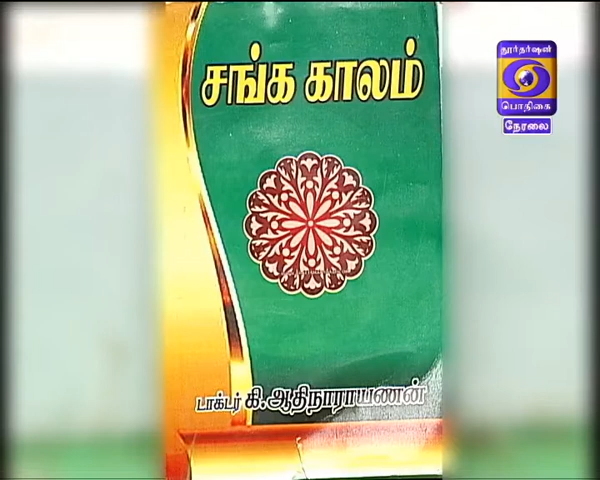 சங்க காலம்
தூர்தர்ஷன்
பொதிகை
நேரலை
டாக்டர் கி. ஆதிநாராயணன்